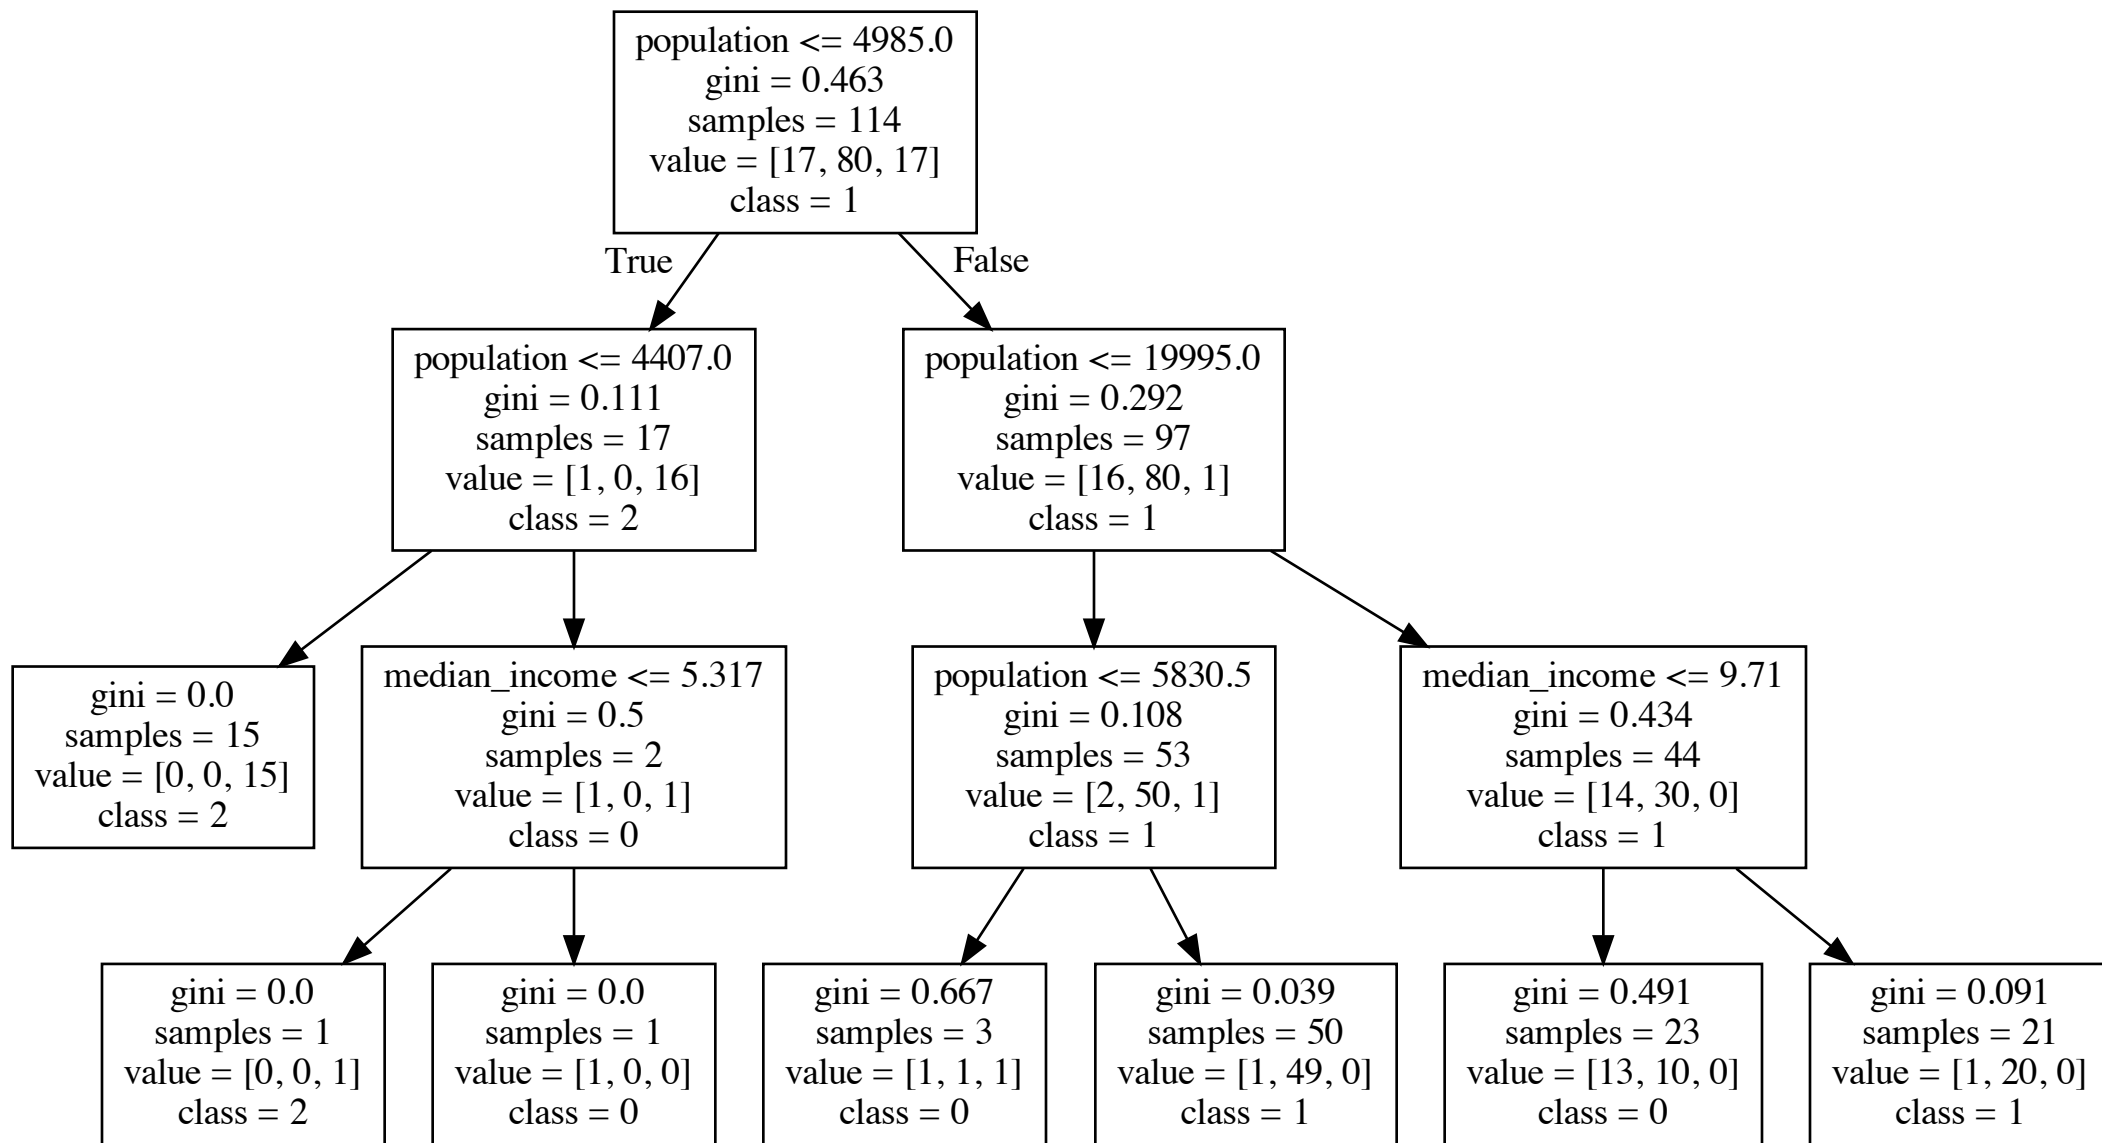 population <= 4985.0
gini = 0.463
samples = 114
value = [17, 80, 17]
class = 1
True
False
population <= 4407.0
gini = 0.111
samples = 17
value = [1, 0, 16]
class = 2
population <= 19995.0
gini = 0.292
samples = 97
value = [16, 80, 1]
class = 1
gini = 0.0
samples = 15
value = [0, 0, 15]
class = 2
median_income <= 5.317
gini = 0.5
samples = 2
value = [1, 0, 1]
class = 0
population <= 5830.5
gini = 0.108
samples = 53
value = [2, 50, 1]
class = 1
median_income <= 9.71
gini = 0.434
samples = 44
value = [14, 30, 0]
class = 1
gini = 0.0
samples = 1
value = [0, 0, 1]
class = 2
gini = 0.0
samples = 1
value = [1, 0, 0]
class = 0
gini = 0.667
samples = 3
value = [1, 1, 1]
class = 0
gini = 0.039
samples = 50
value = [1, 49, 0]
class = 1
gini = 0.491
samples = 23
value = [13, 10, 0]
class = 0
gini = 0.091
samples = 21
value = [1, 20, 0]
class = 1